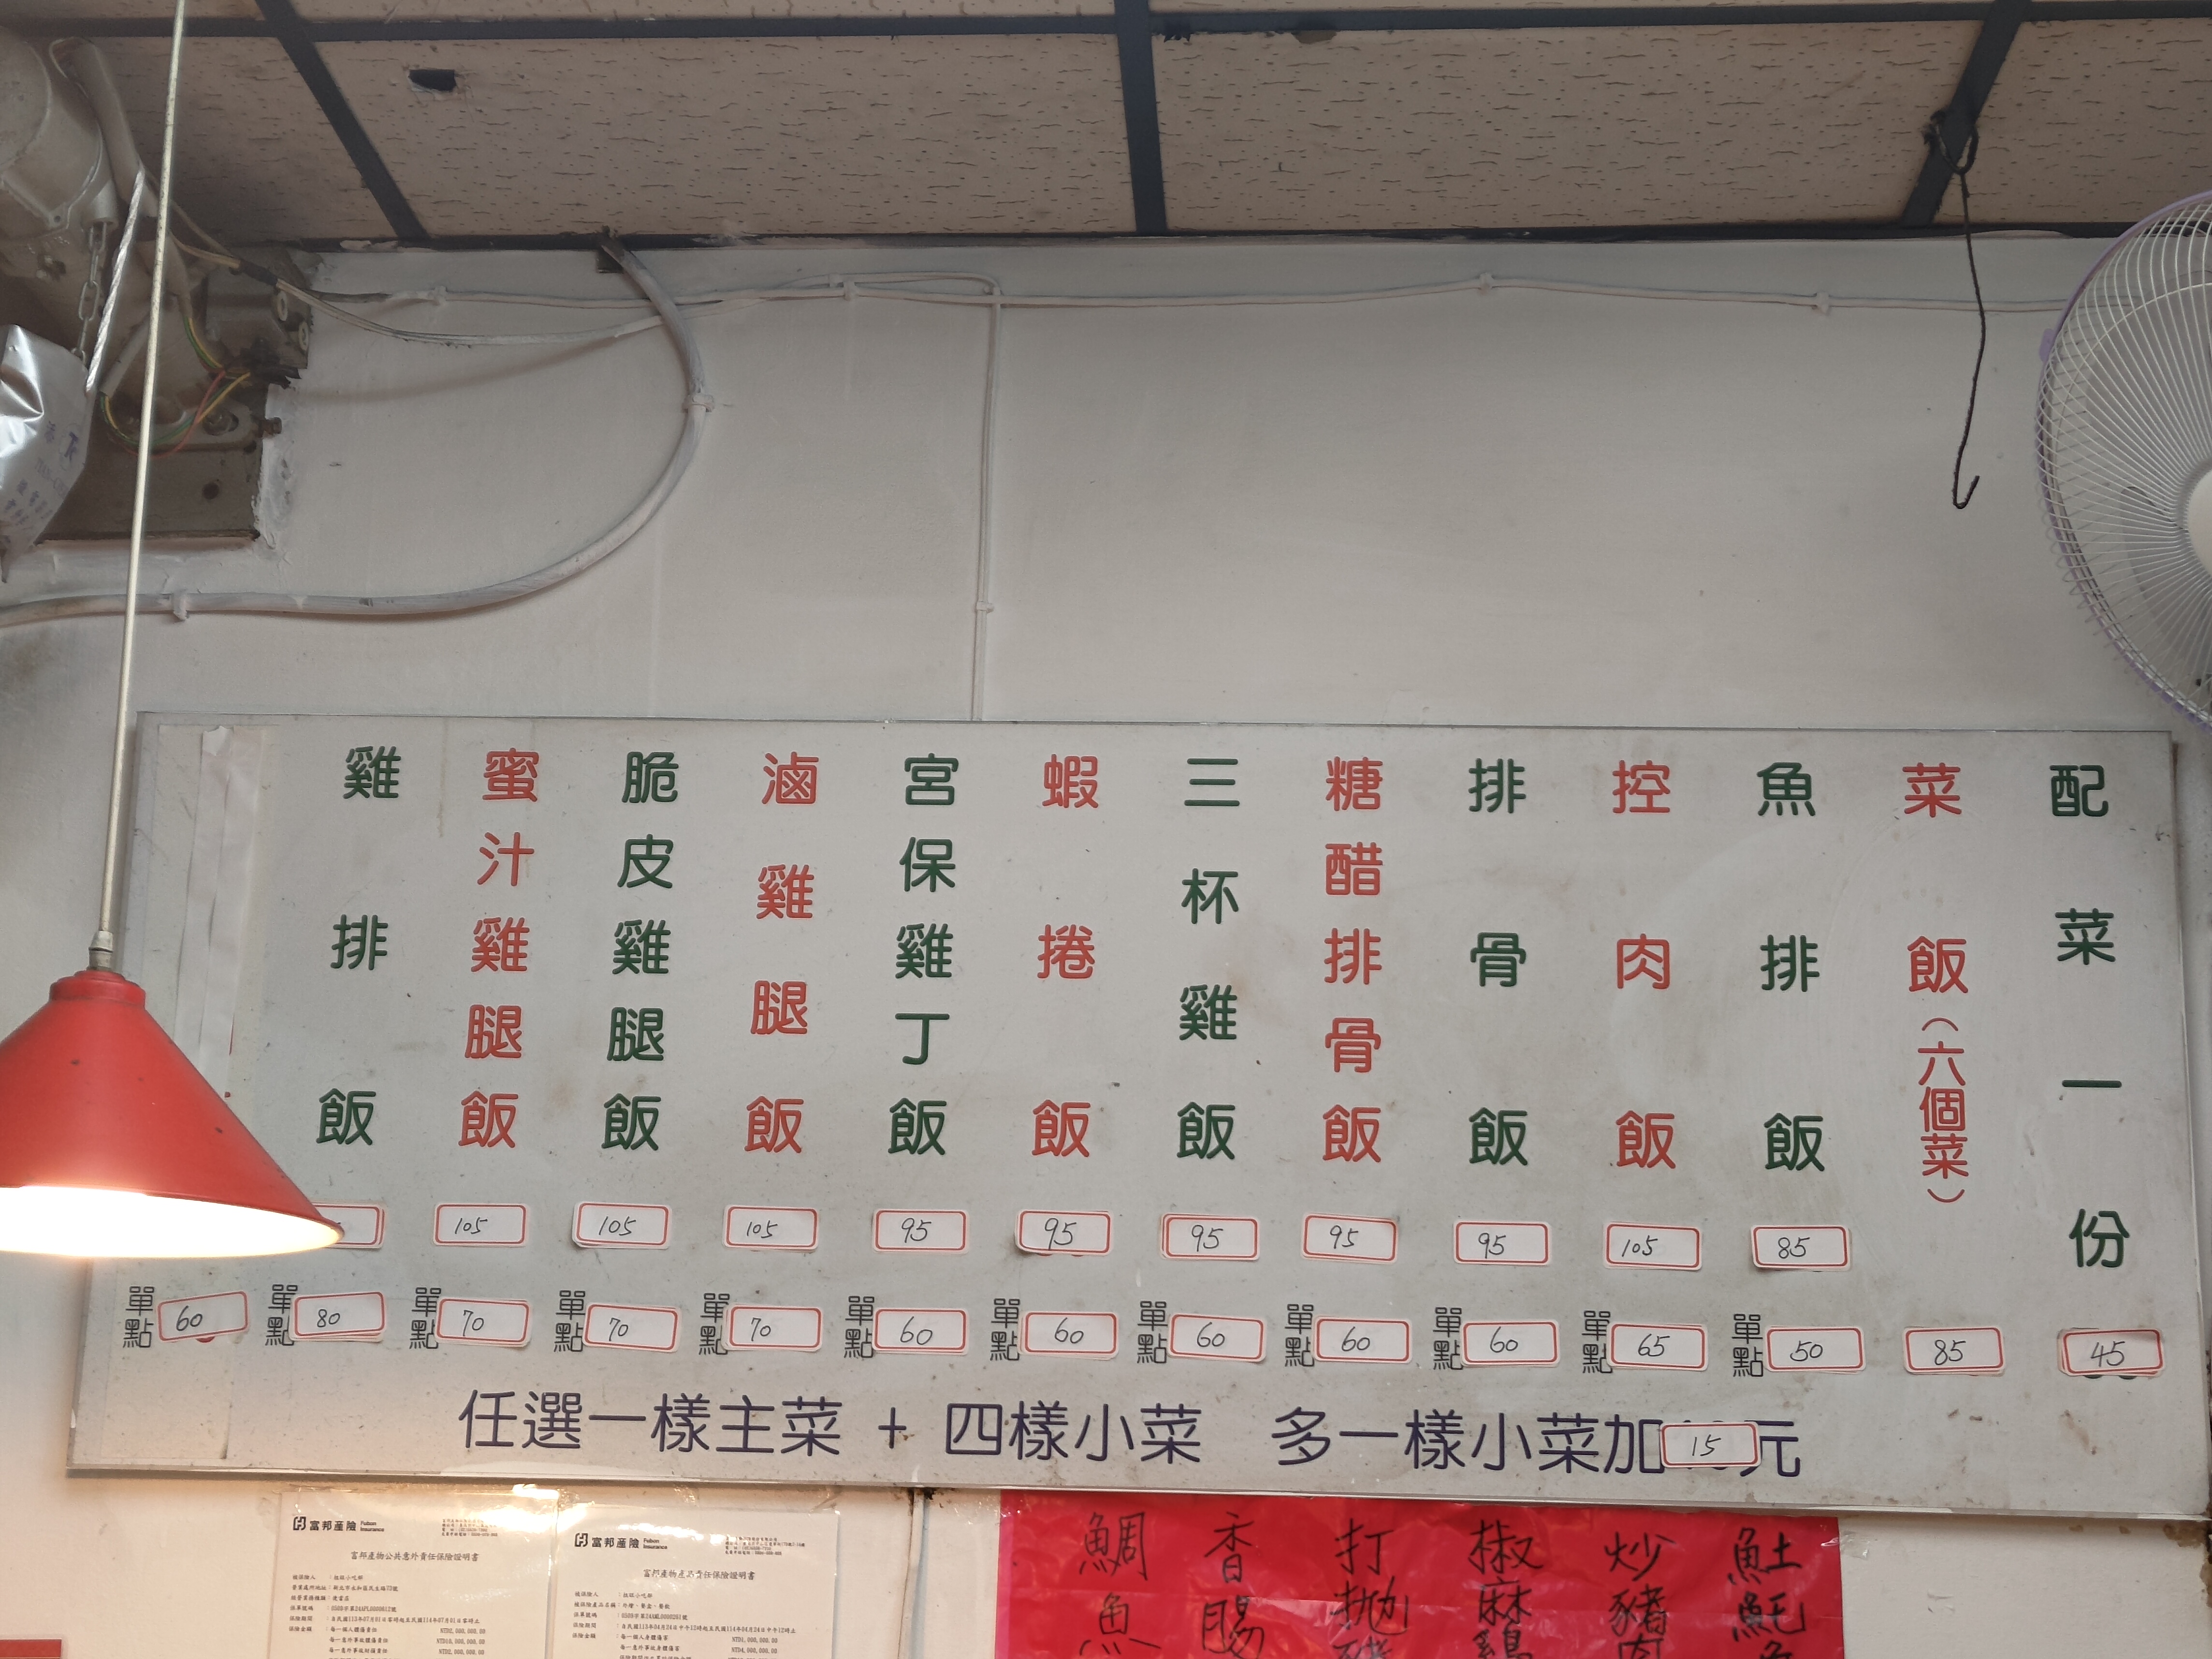 配菜一份
45
菜飯(六個菜)
85
魚排飯
85
單點 50
控肉飯
105
單點 65
排骨飯
95
單點 60
糖醋排骨飯
95
單點 60
三杯雞飯
95
單點 60
蝦捲飯
95
單點 60
宮保雞丁飯
95
單點 60
滷雞腿飯
105
單點 70
脆皮雞腿飯
105
單點 70
蜜汁雞腿飯
105
單點 70
雞排飯
單點 80
單點 60
任選一樣主菜 + 四樣小菜 多一樣小菜加15元
富邦產險 Fubon Insurance
富邦產物公共意外責任保險證明書
富邦產險 Fubon Insurance
富邦產物產品責任保險證明書
魠魠
炒豬肉
椒麻雞
打拋豬
香腸
鯛魚